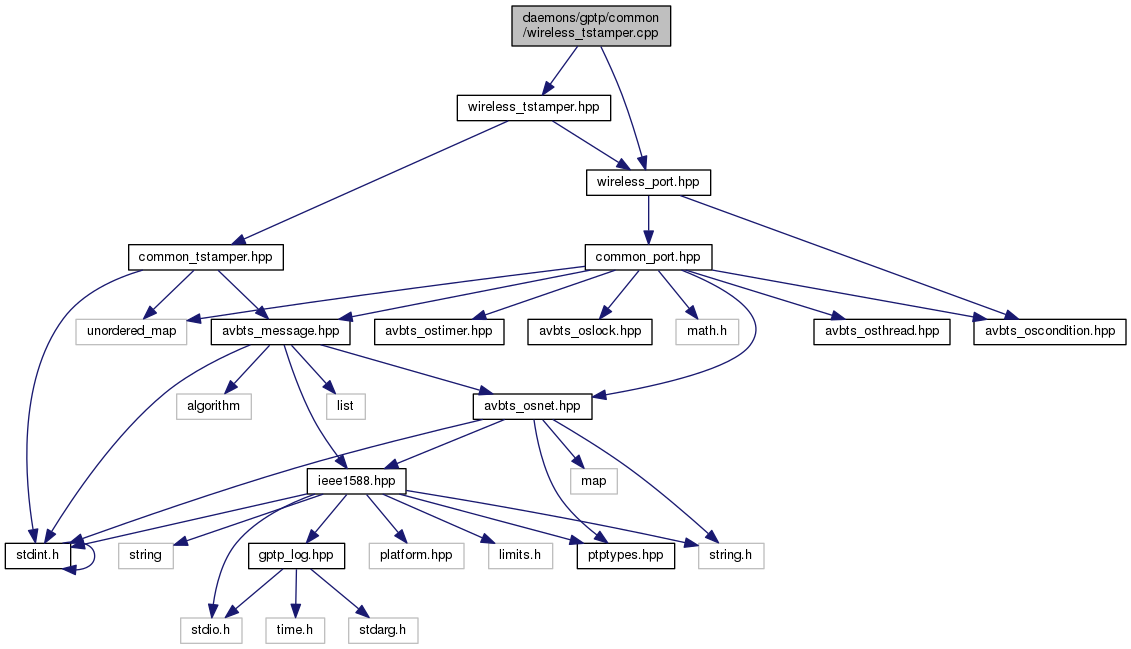 daemons/gptp/common
/wireless_tstamper.cpp
wireless_tstamper.hpp
wireless_port.hpp
common_tstamper.hpp
common_port.hpp
unordered_map
avbts_message.hpp
avbts_ostimer.hpp
avbts_oslock.hpp
math.h
avbts_osthread.hpp
avbts_oscondition.hpp
algorithm
list
avbts_osnet.hpp
ieee1588.hpp
map
stdint.h
string
gptp_log.hpp
platform.hpp
limits.h
ptptypes.hpp
string.h
stdio.h
time.h
stdarg.h